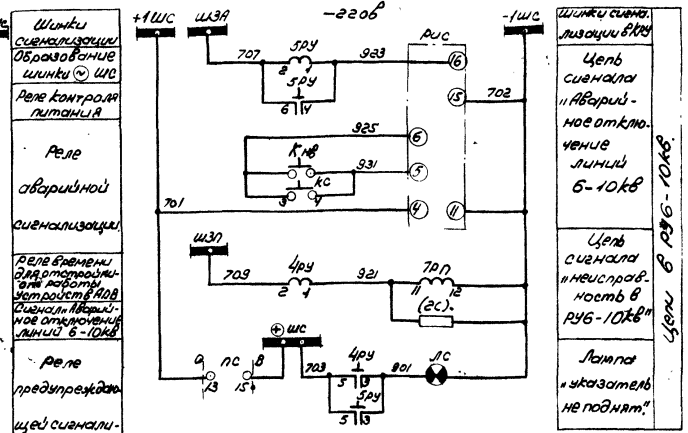 Шинки
сигнализации
Образование
шинки ~ ШС
Реле контроля
питания
Реле
аварийной
сигнализации
Реле времени
для отстройки
от работы
устройств АПВ
Сигнал "Аварий-
ное отключение
линий 6-10кв
Реле
предупреждаю
щей сигнали-
+1ШС
ШЗА
-220в
-1ШС
РИС
707
5РУ
923
2 1
16
5РУ
6 4
15
702
925
6
КНВ
931
5
КС
3
701
4
11
ШЗП
709
4РУ
921
7РП
2 1
11 12
(2С).
+ ШС
ПС
В
13
15
703
4РУ
901
ЛС
5 3
5РУ
5 3
Шинки сигна-
лизации в КРУ
Цепь
сигнала
"Аварий-
ное отклю-
чение
линий
6-10кв
Цепь
сигнала
"неисправ-
ность в
РУ6-10кв"
Лампа
"указатель
не поднят."
Цепи в РУ6-10кв.